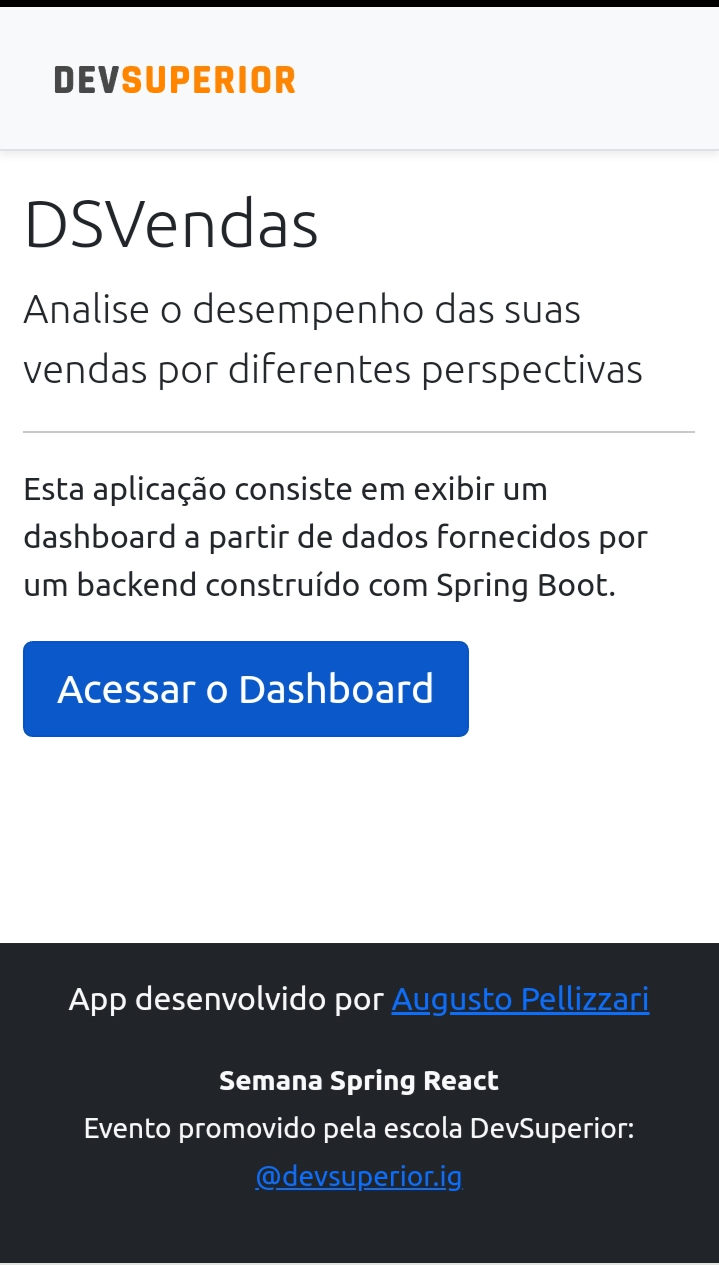 DEVSUPERIOR
DSVendas
Analise o desempenho das suas
vendas por diferentes perspectivas
Esta aplicação consiste em exibir um
dashboard a partir de dados fornecidos por
um backend construído com Spring Boot.
Acessar o Dashboard
App desenvolvido por Augusto Pellizzari
Semana Spring React
Evento promovido pela escola DevSuperior:
@devsuperior.ig